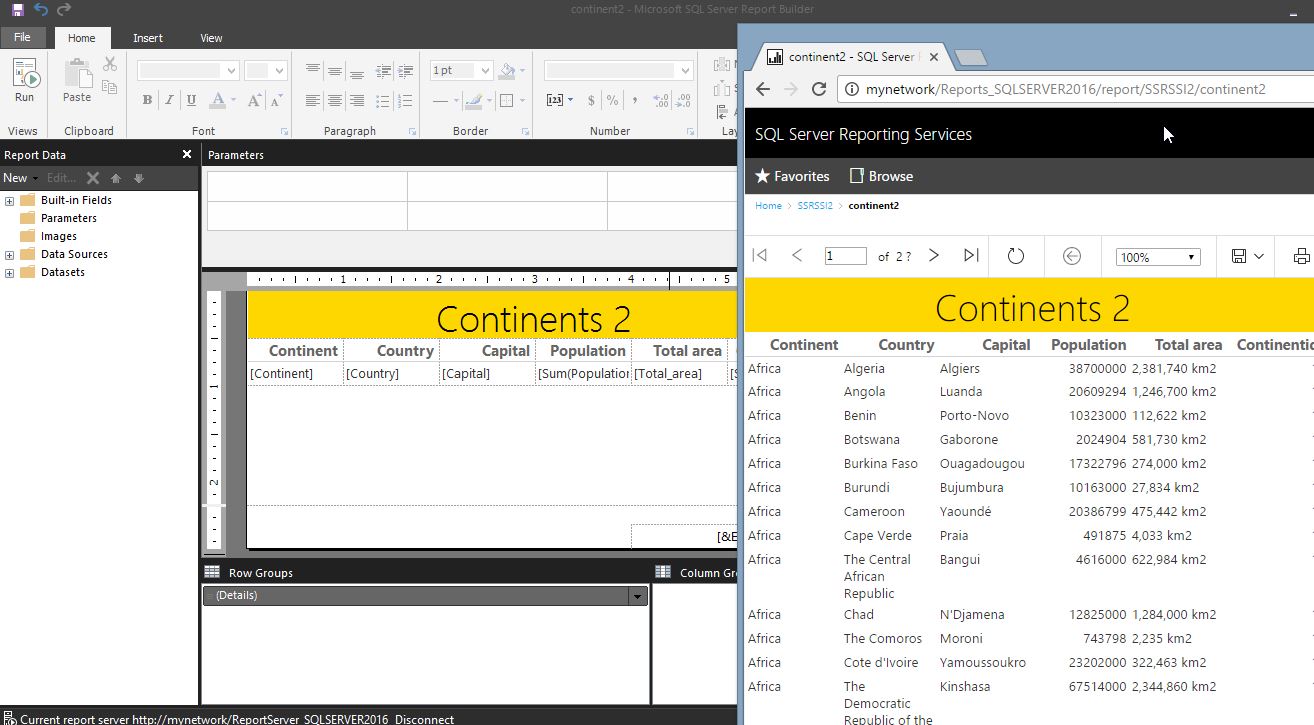 continent2 - Microsoft SQL Server Report Builder
File
Home
Insert
View
Run
Paste
B I U
A A A
1 pt
123 $ % ,
Views
Clipboard
Font
Paragraph
Border
Number
Report Data
New
Edit...
Built-in Fields
Parameters
Images
Data Sources
Datasets
Parameters
1 2 3 4 5
1
2
Continents 2
Continent Country Capital Population Total area
[Continent] [Country] [Capital] [Sum(Population [Total_area]
[&E
Row Groups
Column Gr
(Details)
Current report server http://mynetwork/ReportServer_SQLSERVER2016 Disconnect
continent2 - SQL Server
mynetwork/Reports_SQLSERVER2016/report/SSRSSI2/continent2
SQL Server Reporting Services
Favorites
Browse
Home > SSRSSI2 > continent2
1 of 2 ?
100%
Continents 2
Continent Country Capital Population Total area Continentic
Africa Algeria Algiers 38700000 2,381,740 km2
Africa Angola Luanda 20609294 1,246,700 km2
Africa Benin Porto-Novo 10323000 112,622 km2
Africa Botswana Gaborone 2024904 581,730 km2
Africa Burkina Faso Ouagadougou 17322796 274,000 km2
Africa Burundi Bujumbura 10163000 27,834 km2
Africa Cameroon Yaoundé 20386799 475,442 km2
Africa Cape Verde Praia 491875 4,033 km2
Africa The Central Bangui 4616000 622,984 km2
African
Republic
Africa Chad N'Djamena 12825000 1,284,000 km2
Africa The Comoros Moroni 743798 2,235 km2
Africa Cote d'Ivoire Yamoussoukro 23202000 322,463 km2
Africa The Kinshasa 67514000 2,344,860 km2
Democratic
Republic of the